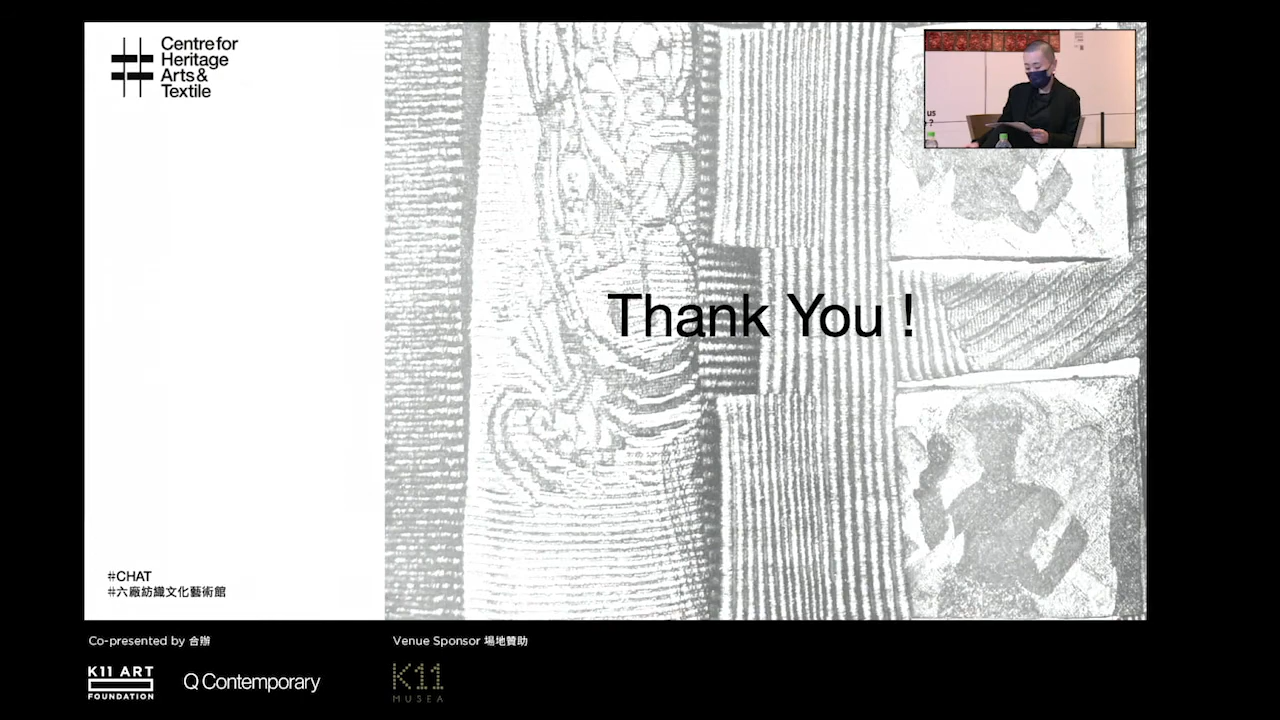 Centre for
Heritage
Arts &
Textile
us
?
Thank You !
#CHAT
#六廠紡織文化藝術館
Co-presented by 合辦
Venue Sponsor 場地贊助
K11 ART
FOUNDATION
Q Contemporary
K11
MUSEA